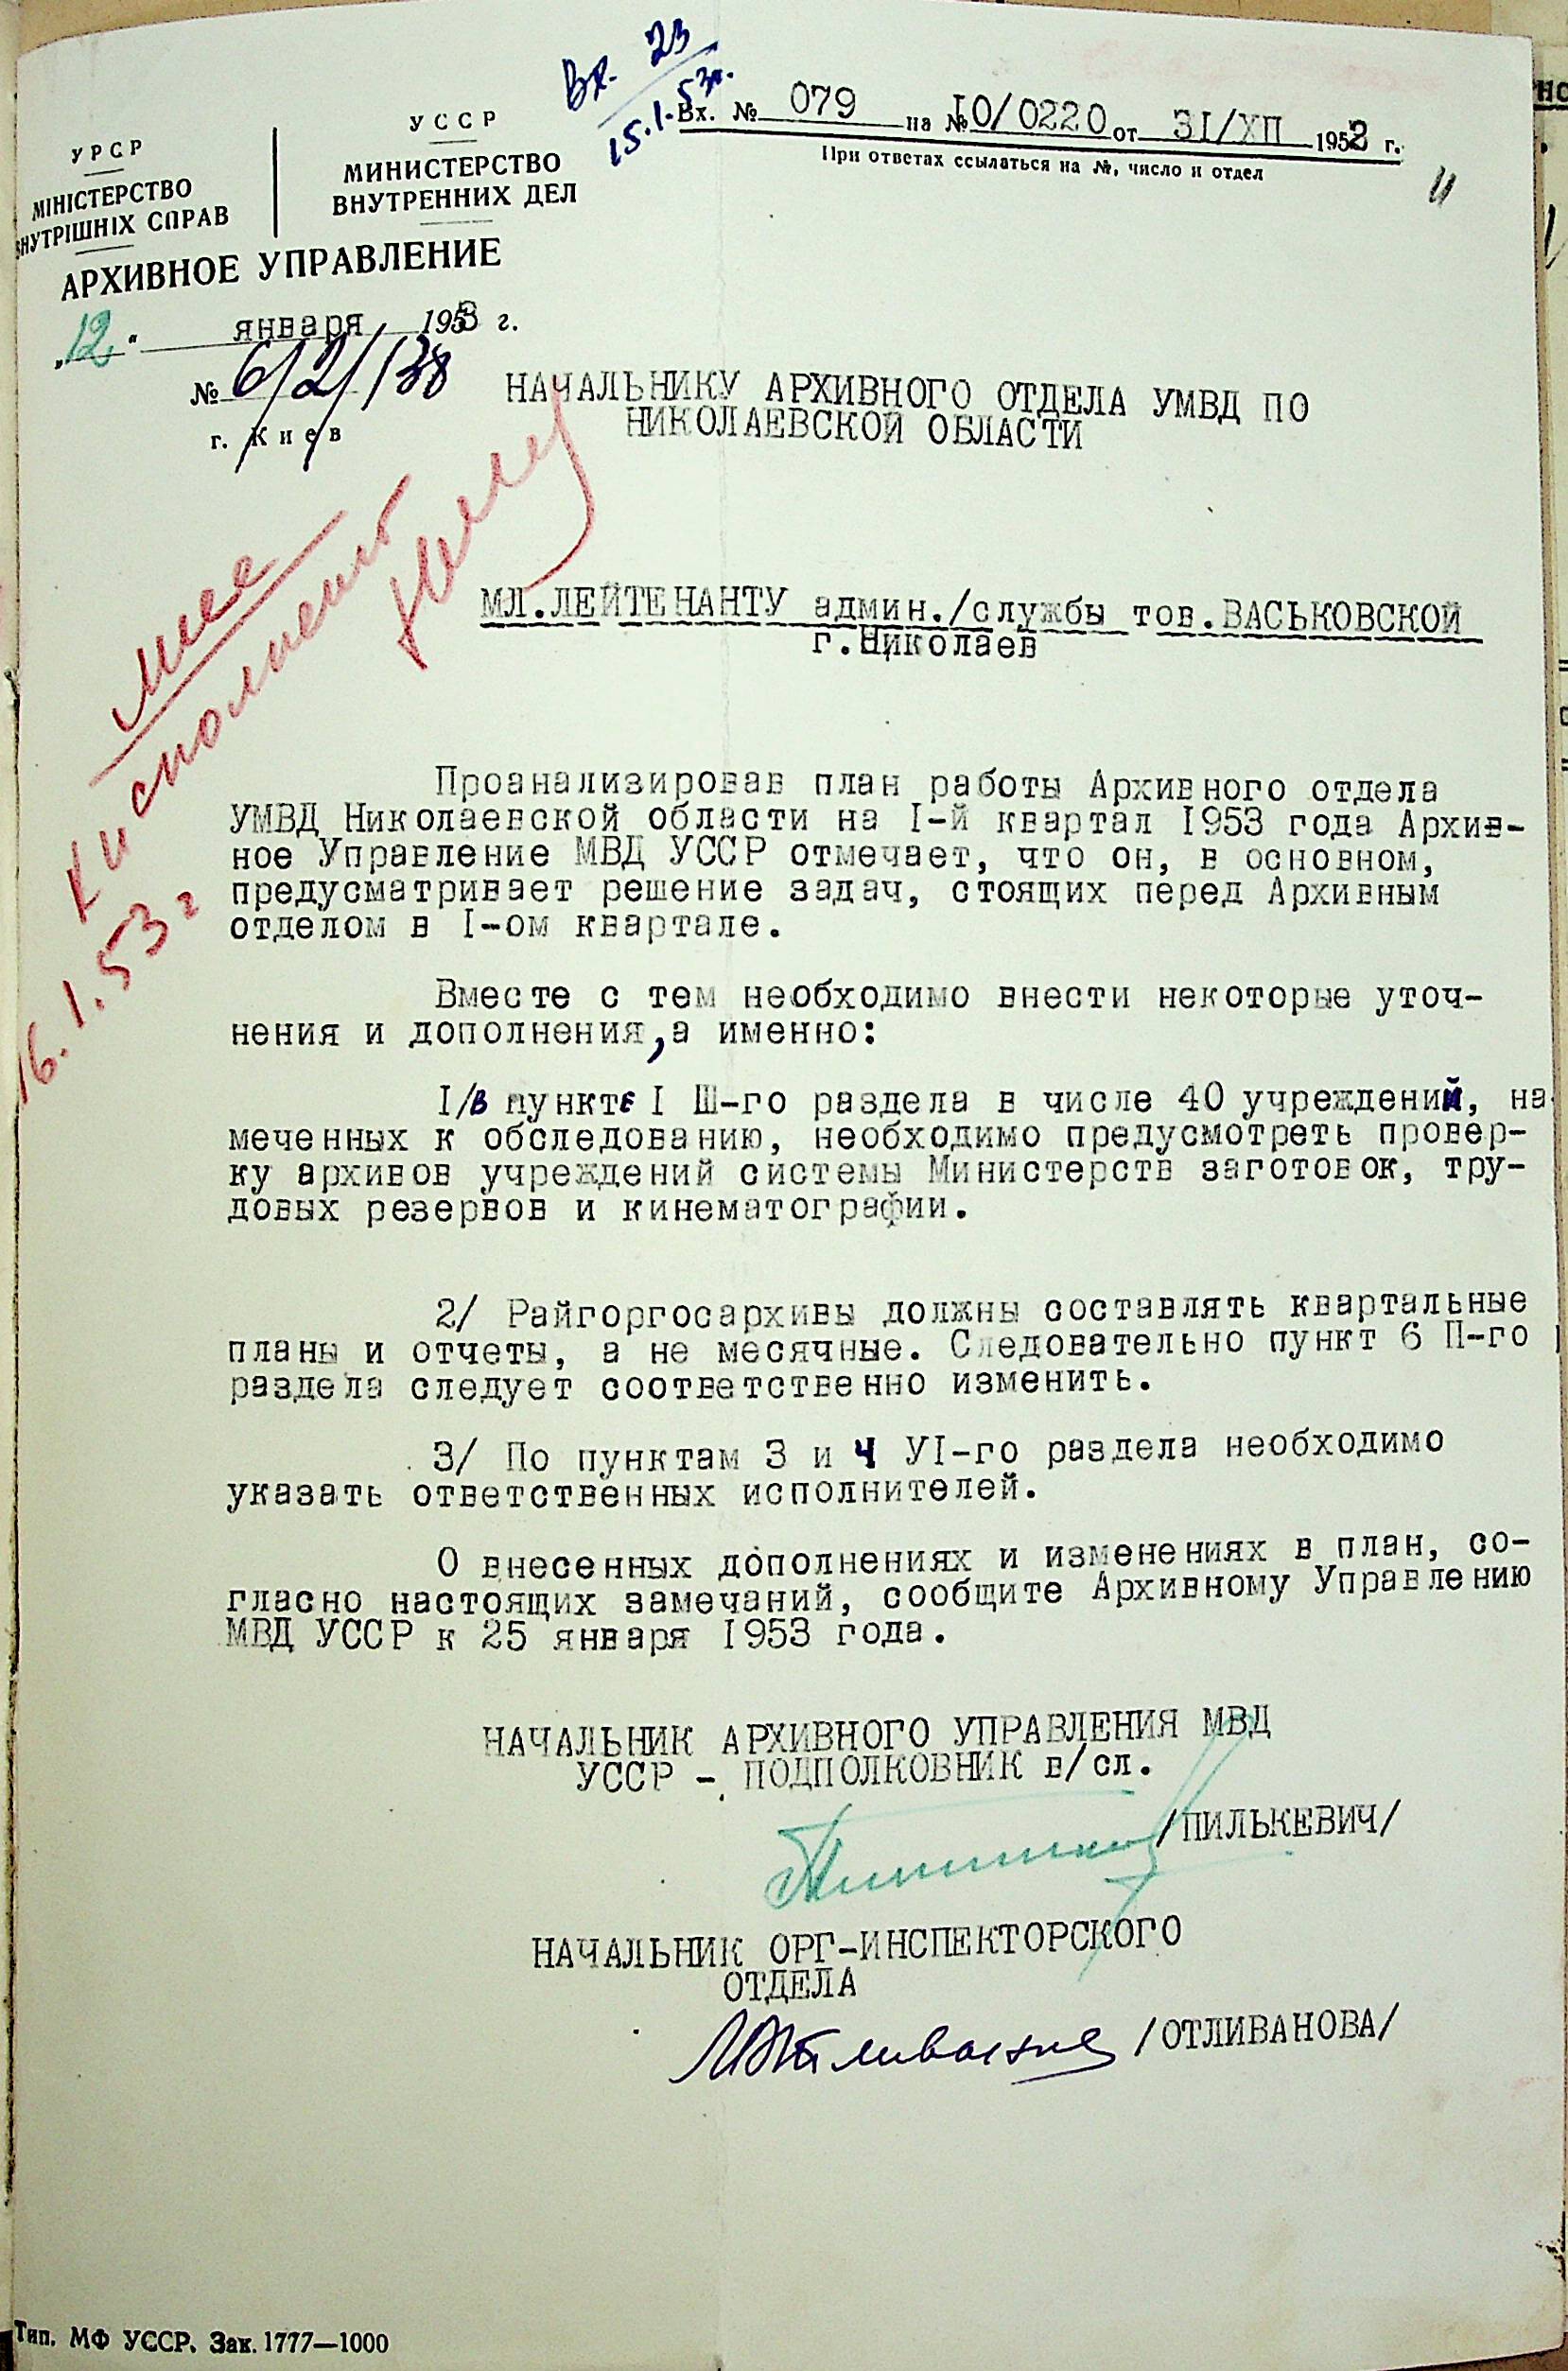 Вх. 23
15.1.53г.
Вх. № 079 на № IO/0220 от 3I/XII 1952 г.
При ответах ссылаться на №, число и отдел
УРСР
МІНІСТЕРСТВО
ВНУТРІШНІХ СПРАВ
УССР
МИНИСТЕРСТВО
ВНУТРЕННИХ ДЕЛ
АРХИВНОЕ УПРАВЛЕНИЕ
„12" января 1953 г.
№ 6/2/138
г. Киев
НАЧАЛЬНИКУ АРХИВНОГО ОТДЕЛА УМВД ПО
НИКОЛАЕВСКОЙ ОБЛАСТИ
МЛ.ЛЕЙТЕНАНТУ админ./службы тов.ВАСЬКОВСКОЙ
г.Николаев
мне
к исполнению
16.1.53 г
Проанализировав план работы Архивного отдела
УМВД Николаевской области на I-й квартал I953 года Архив-
ное Управление МВД УССР отмечает, что он, в основном,
предусматривает решение задач, стоящих перед Архивным
отделом в I-ом квартале.
Вместе с тем необходимо внести некоторые уточ-
нения и дополнения, а именно:
I/в пункте I Ш-го раздела в числе 40 учреждений, на-
меченных к обследованию, необходимо предусмотреть провер-
ку архивов учреждений системы Министерств заготовок, тру-
довых резервов и кинематографии.
2/ Райгоргосархивы должны составлять квартальные
планы и отчеты, а не месячные. Следовательно пункт 6 П-го
раздела следует соответственно изменить.
3/ По пунктам 3 и 4 УI-го раздела необходимо
указать ответственных исполнителей.
О внесенных дополнениях и изменениях в план, со-
гласно настоящих замечаний, сообщите Архивному Управлению
МВД УССР к 25 января I953 года.
НАЧАЛЬНИК АРХИВНОГО УПРАВЛЕНИЯ МВД
УССР - ПОДПОЛКОВНИК в/сл.
/ПИЛЬКЕВИЧ/
НАЧАЛЬНИК ОРГ-ИНСПЕКТОРСКОГО
ОТДЕЛА
/ОТЛИВАНОВА/
Тип. МФ УССР. Зак. 1777—1000